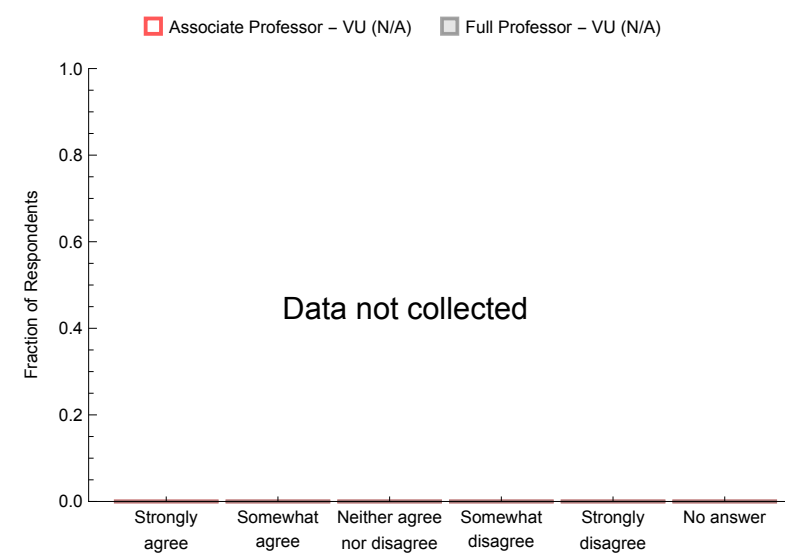 Associate Professor – VU (N/A) Full Professor – VU (N/A)
1.0
0.8
0.6
0.4
0.2
0.0
Fraction of Respondents
Data not collected
Strongly agree
Somewhat agree
Neither agree nor disagree
Somewhat disagree
Strongly disagree
No answer